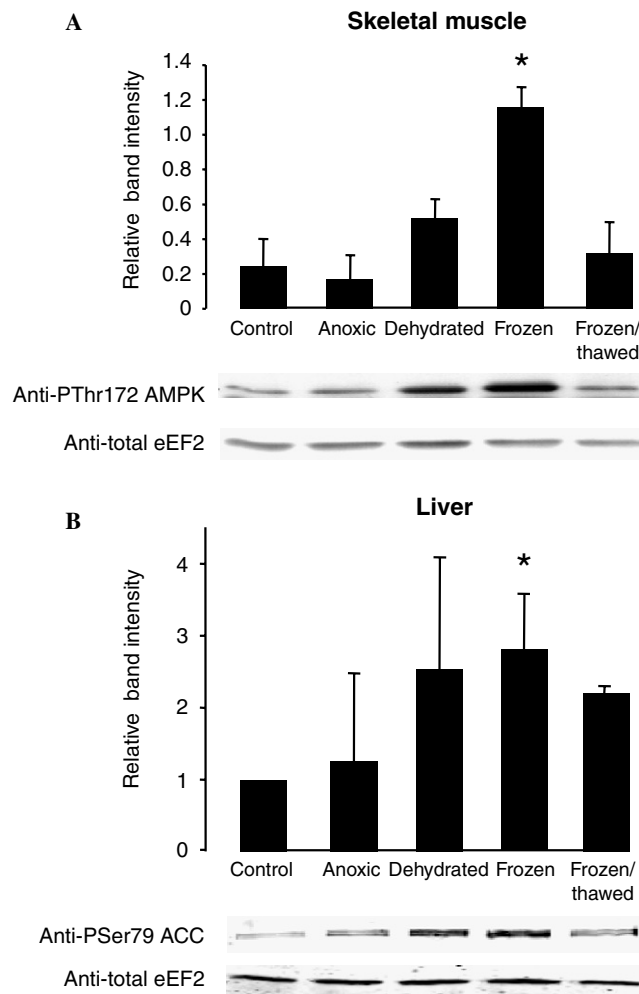 A
Skeletal muscle
*
Relative band intensity
1.4
1.2
1.0
0.8
0.6
0.4
0.2
0
Control Anoxic Dehydrated Frozen Frozen/
thawed
Anti-PThr172 AMPK
Anti-total eEF2
B
Liver
*
Relative band intensity
4
3
2
1
0
Control Anoxic Dehydrated Frozen Frozen/
thawed
Anti-PSer79 ACC
Anti-total eEF2